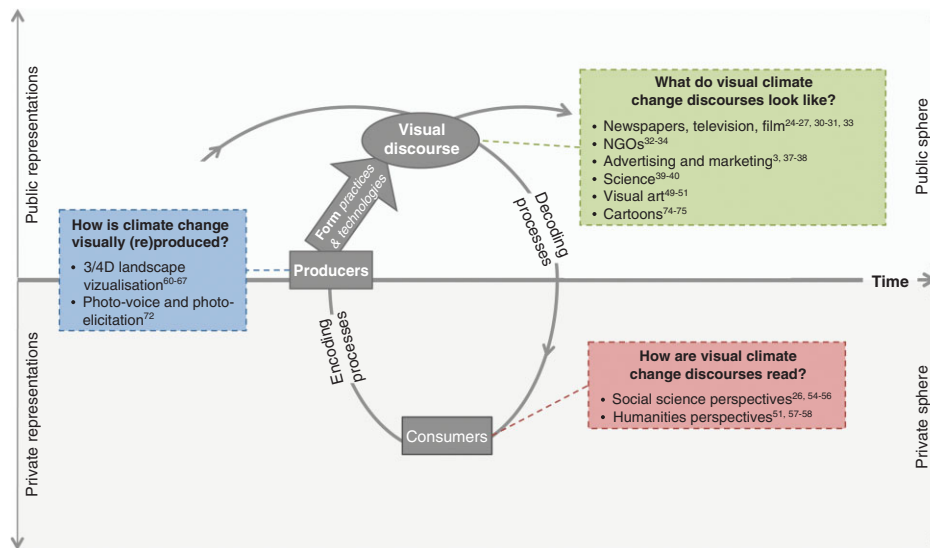 Public representations
Private representations
Public sphere
Private sphere
Time
Visual
discourse
Form practices
& technologies
Producers
Encoding
processes
Decoding
processes
Consumers
How is climate change
visually (re)produced?
• 3/4D landscape
vizualisation60-67
• Photo-voice and photo-
elicitation72
What do visual climate
change discourses look like?
• Newspapers, television, film24-27, 30-31, 33
• NGOs32-34
• Advertising and marketing3, 37-38
• Science39-40
• Visual art49-51
• Cartoons74-75
How are visual climate
change discourses read?
• Social science perspectives26, 54-56
• Humanities perspectives51, 57-58